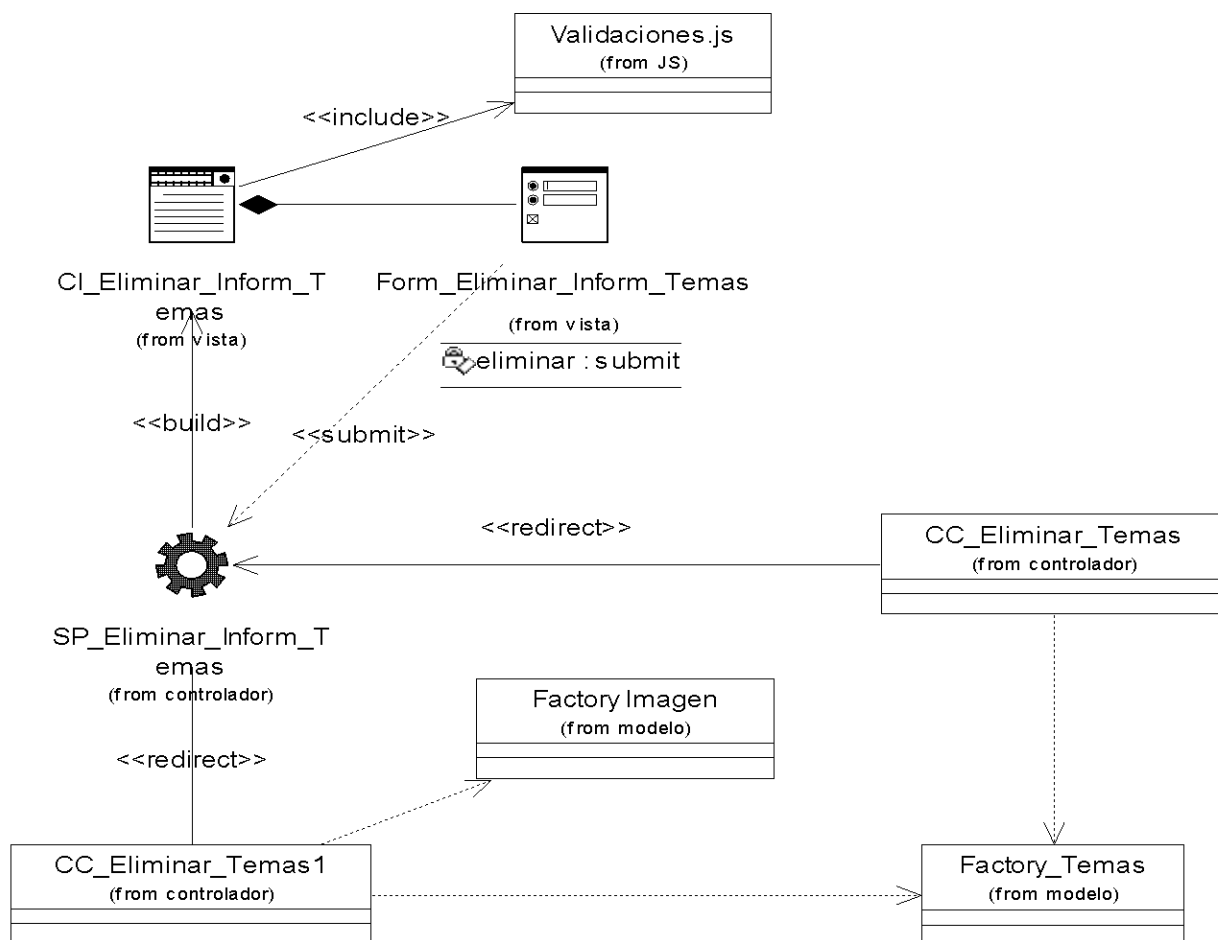 Validaciones.js
(from JS)
<<include>>
CI_Eliminar_Inform_T
emas
(from vista)
Form_Eliminar_Inform_Temas
(from vista)
eliminar : submit
<<build>>
<<submit>>
<<redirect>>
CC_Eliminar_Temas
(from controlador)
SP_Eliminar_Inform_T
emas
(from controlador)
Factory Imagen
(from modelo)
<<redirect>>
CC_Eliminar_Temas1
(from controlador)
Factory_Temas
(from modelo)